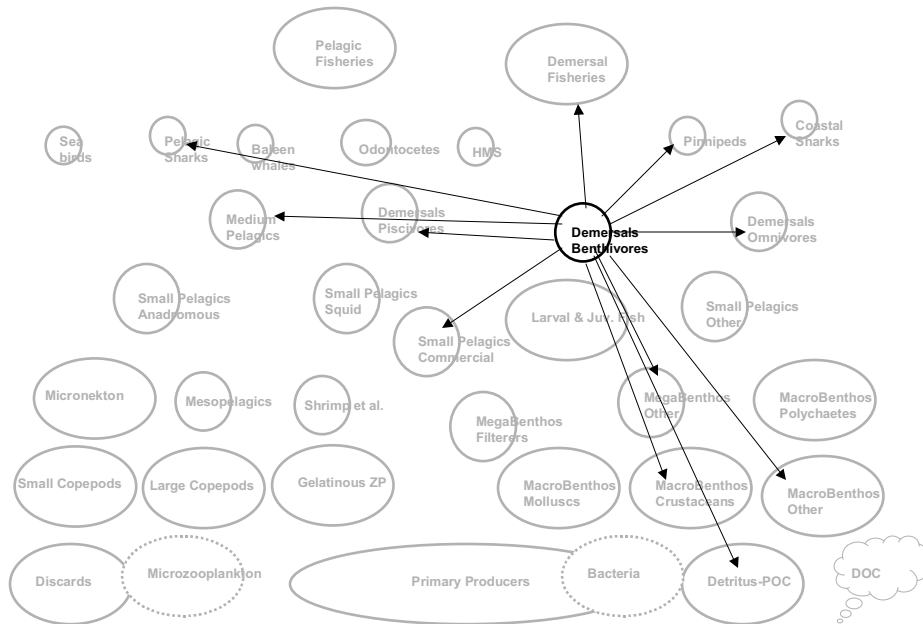 Pelagic
Fisheries
Demersal
Fisheries
Sea
birds
Pelagic
Sharks
Baleen
whales
Odontocetes
HMS
Pinnipeds
Coastal
Sharks
Medium
Pelagics
Demersals
Piscivores
Demersals
Benthivores
Demersals
Omnivores
Small Pelagics
Anadromous
Small Pelagics
Squid
Small Pelagics
Commercial
Larval & Juv. Fish
Small Pelagics
Other
Micronekton
Mesopelagics
Shrimp et al.
MegaBenthos
Filterers
MegaBenthos
Other
MacroBenthos
Polychaetes
Small Copepods
Large Copepods
Gelatinous ZP
MacroBenthos
Molluscs
MacroBenthos
Crustaceans
MacroBenthos
Other
Discards
Microzooplankton
Primary Producers
Bacteria
Detritus-POC
DOC